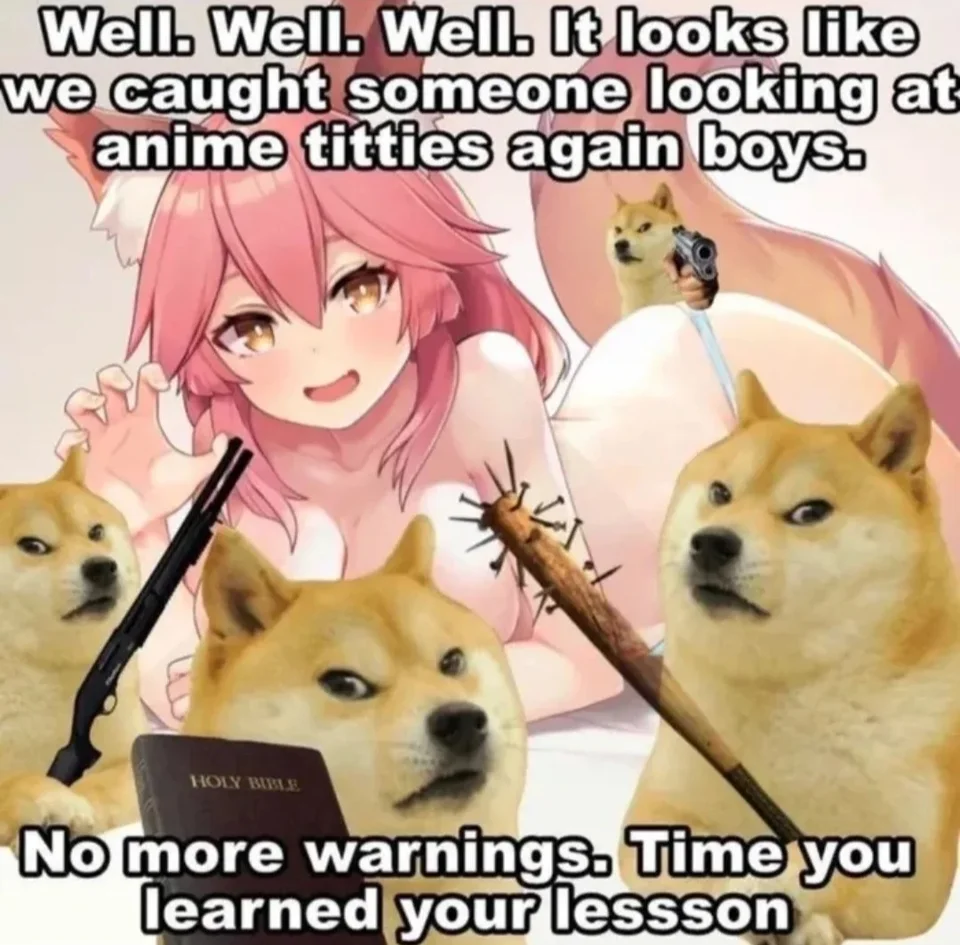 Well. Well. Well. It looks like
we caught someone looking at
anime titties again boys.
HOLY BIBLE
No more warnings. Time you
learned your lessson